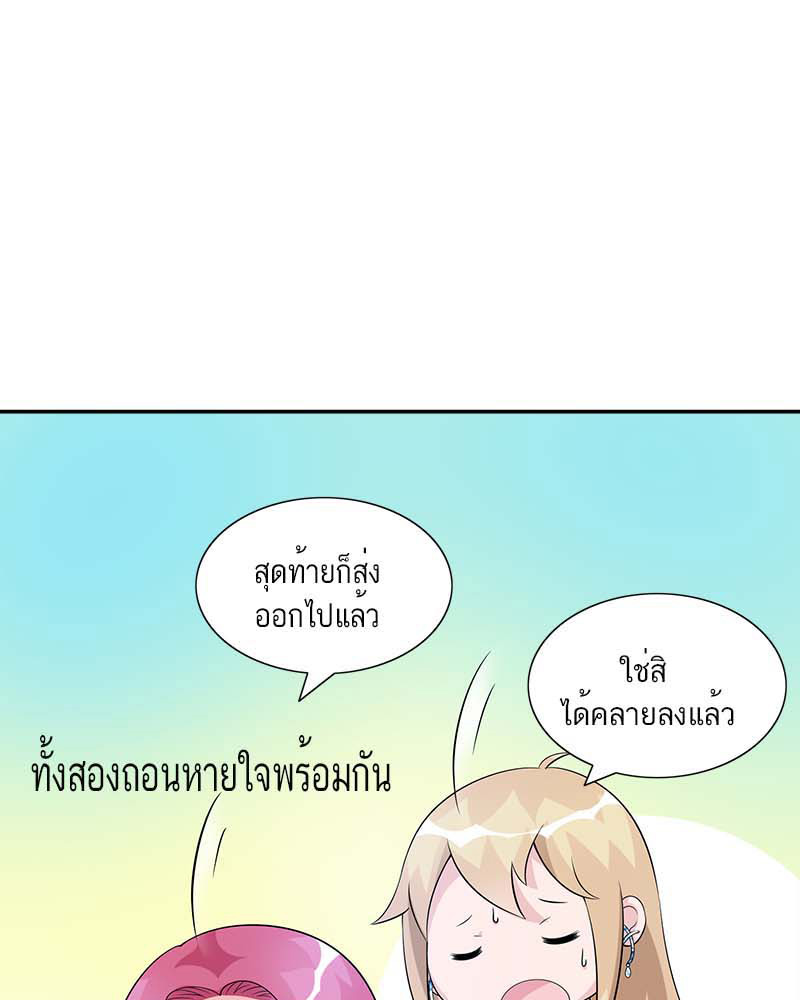 สุดท้ายก็ส่ง
ออกไปแล้ว
ใช่สิ
ได้คลายลงแล้ว
ทั้งสองถอนหายใจพร้อมกัน